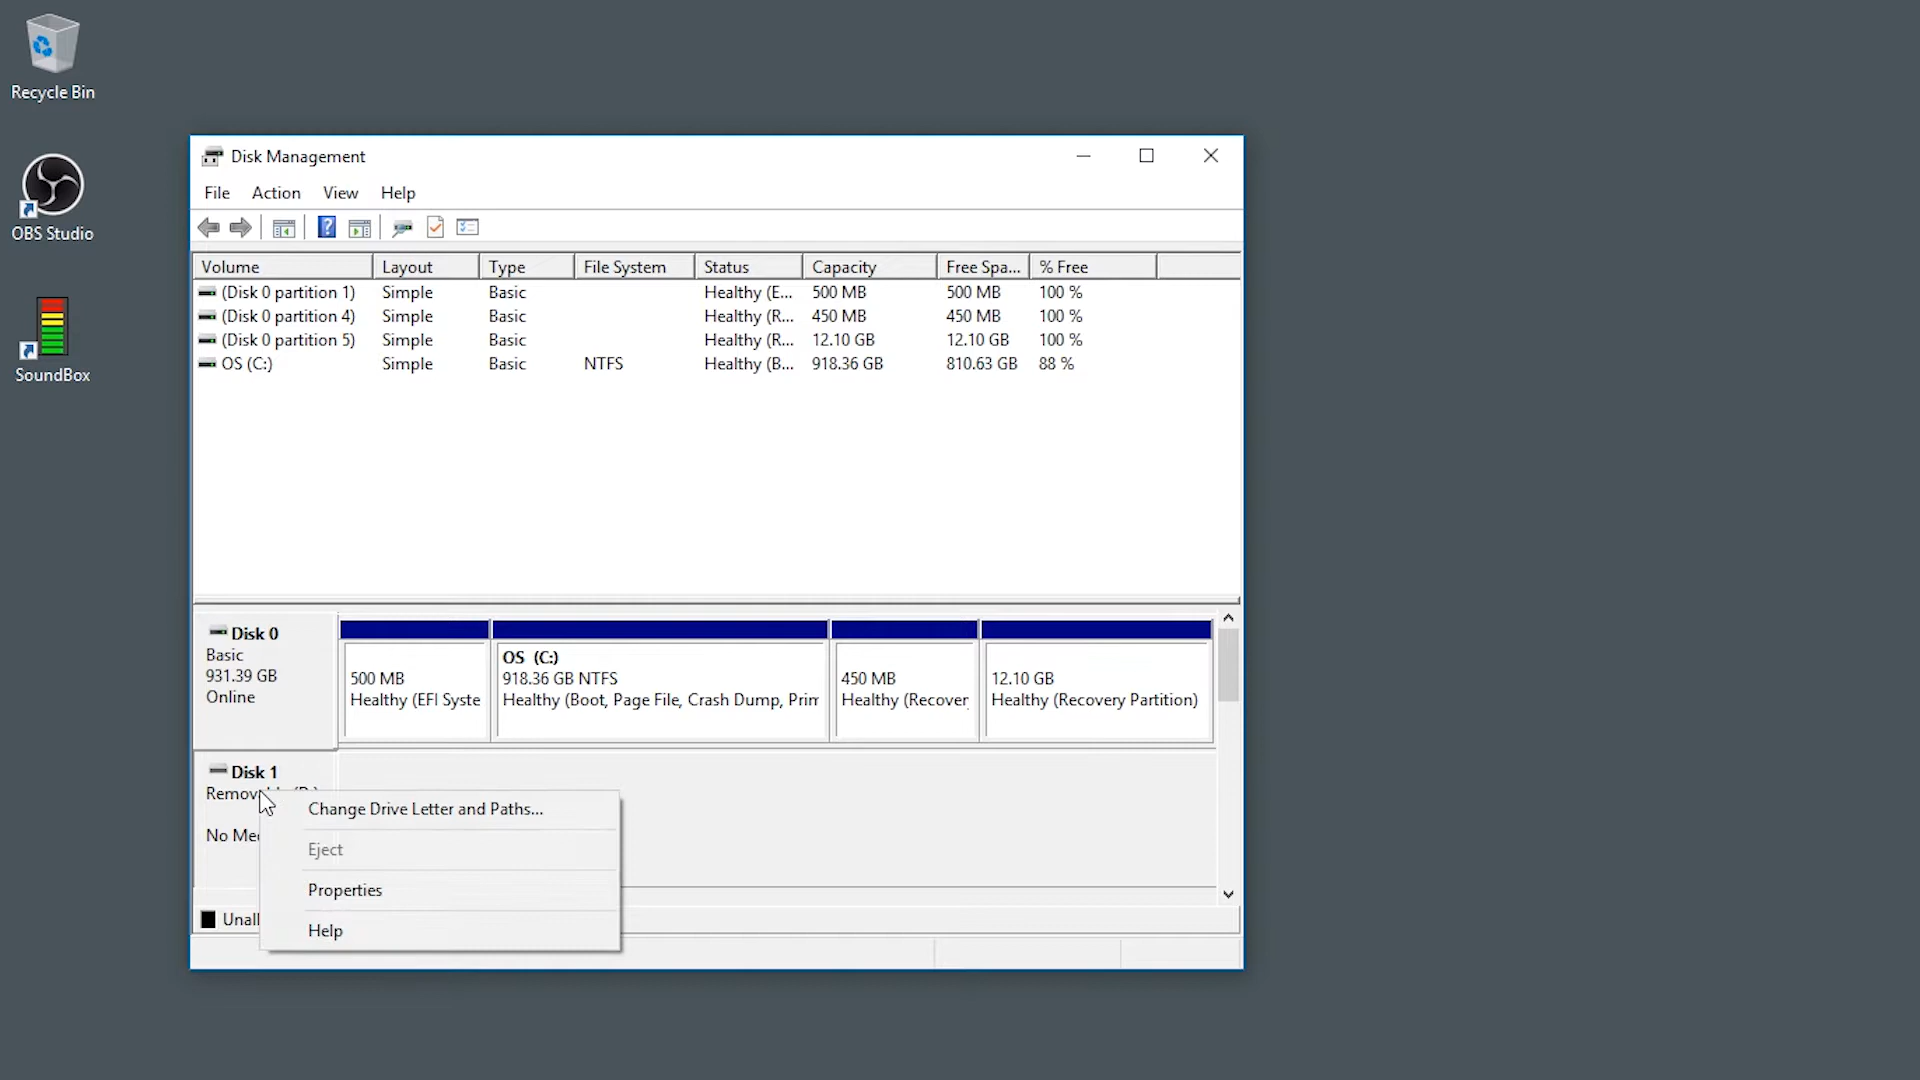 Recycle Bin
OBS Studio
SoundBox
Disk Management
File Action View Help
Volume Layout Type File System Status Capacity Free Spa... % Free
(Disk 0 partition 1) Simple Basic Healthy (E... 500 MB 500 MB 100 %
(Disk 0 partition 4) Simple Basic Healthy (R... 450 MB 450 MB 100 %
(Disk 0 partition 5) Simple Basic Healthy (R... 12.10 GB 12.10 GB 100 %
OS (C:) Simple Basic NTFS Healthy (B... 918.36 GB 810.63 GB 88 %
Disk 0
Basic
931.39 GB
Online
500 MB
Healthy (EFI Syste
OS (C:)
918.36 GB NTFS
Healthy (Boot, Page File, Crash Dump, Prim
450 MB
Healthy (Recover
12.10 GB
Healthy (Recovery Partition)
Disk 1
Remov
No Me
Change Drive Letter and Paths...
Eject
Properties
Help
Unall